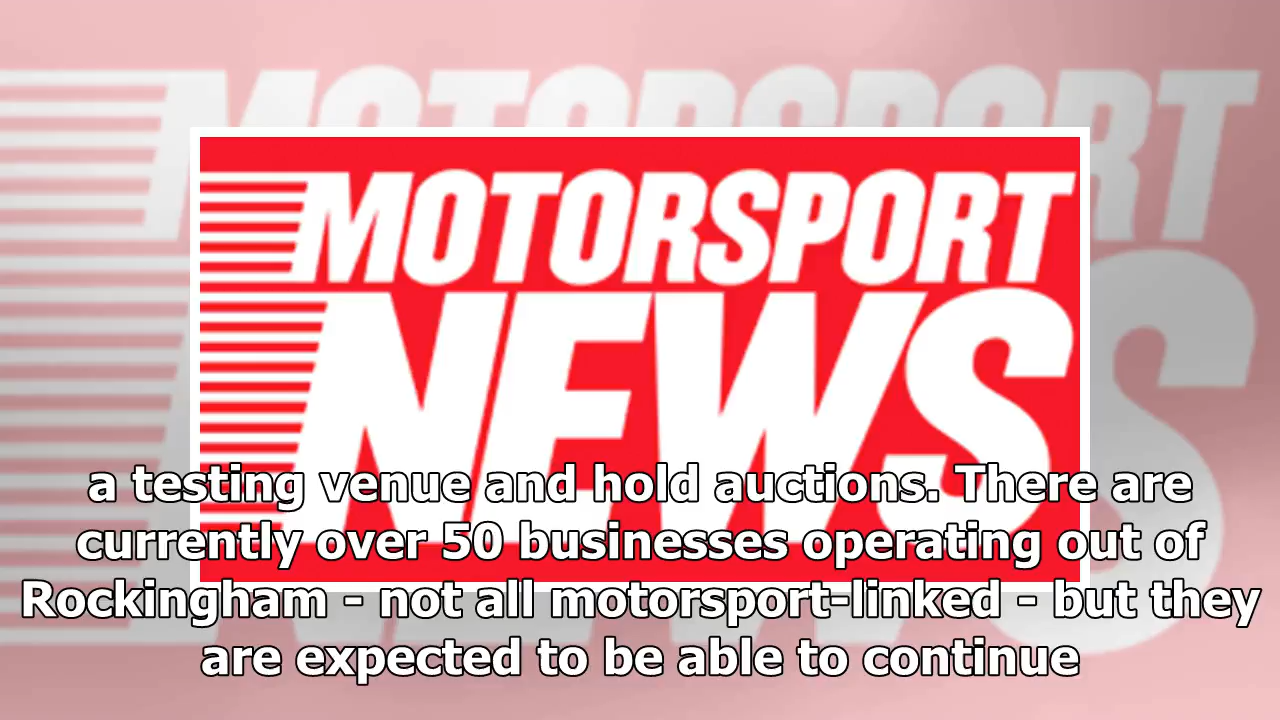 MOTORSPORT
NEWS
a testing venue and hold auctions. There are
currently over 50 businesses operating out of
Rockingham - not all motorsport-linked - but they
are expected to be able to continue